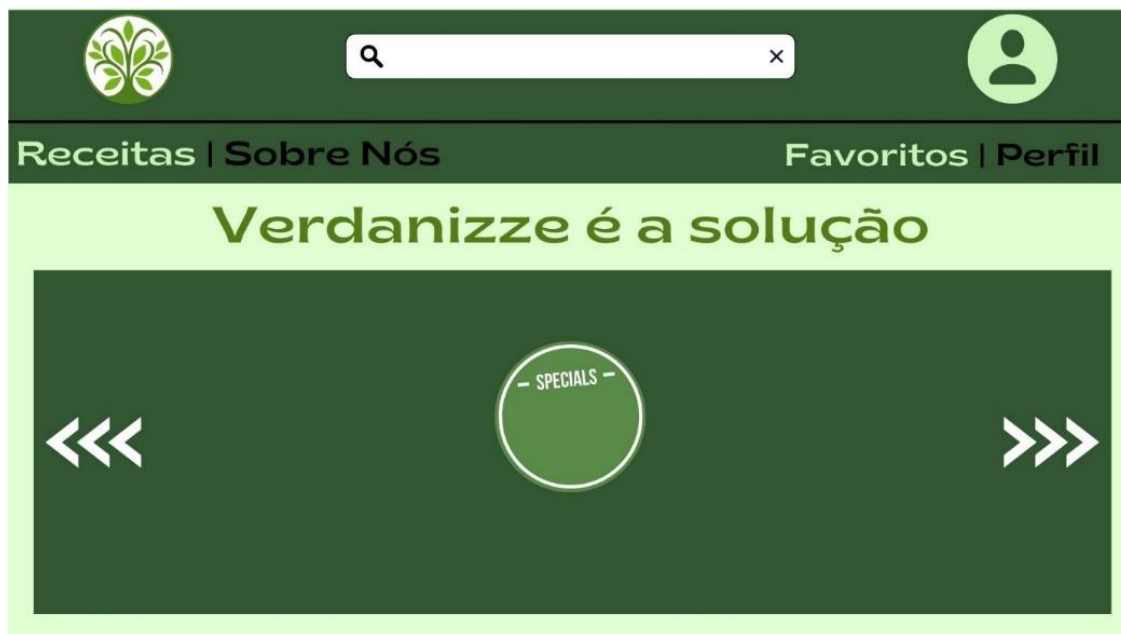 Receitas | Sobre Nós
Favoritos | Perfil
Verdanizze é a solução
- SPECIALS -
<<<
>>>